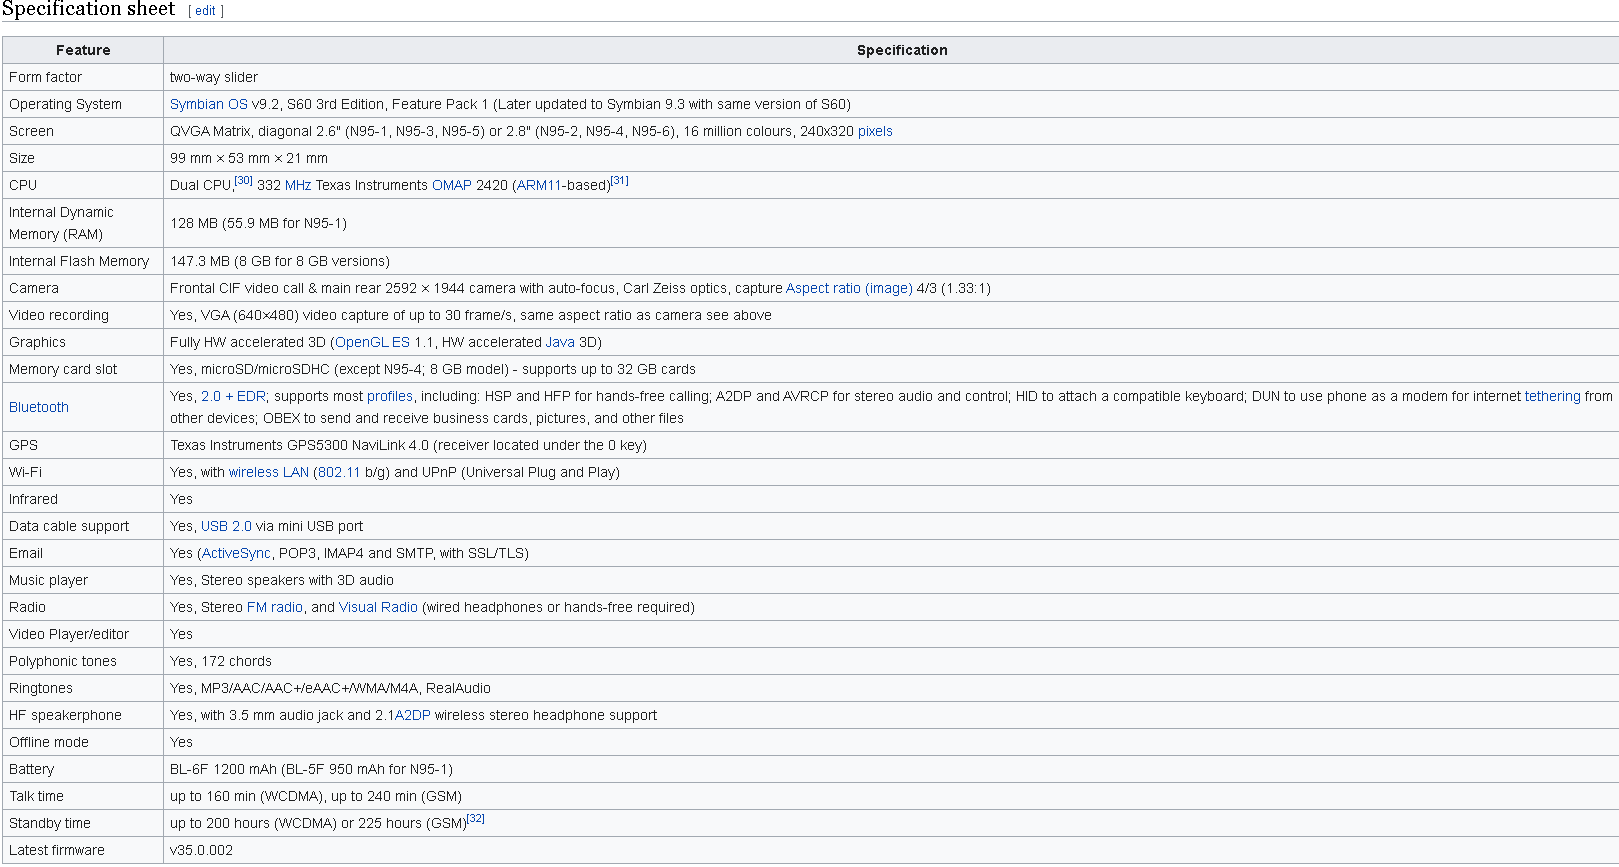 Specification sheet [ edit ]
Feature Specification
Form factor two-way slider
Operating System Symbian OS v9.2, S60 3rd Edition, Feature Pack 1 (Later updated to Symbian 9.3 with same version of S60)
Screen QVGA Matrix, diagonal 2.6" (N95-1, N95-3, N95-5) or 2.8" (N95-2, N95-4, N95-6), 16 million colours, 240x320 pixels
Size 99 mm × 53 mm × 21 mm
CPU Dual CPU,[30] 332 MHz Texas Instruments OMAP 2420 (ARM11-based)[31]
Internal Dynamic
Memory (RAM) 128 MB (55.9 MB for N95-1)
Internal Flash Memory 147.3 MB (8 GB for 8 GB versions)
Camera Frontal CIF video call & main rear 2592 × 1944 camera with auto-focus, Carl Zeiss optics, capture Aspect ratio (image) 4/3 (1.33:1)
Video recording Yes, VGA (640×480) video capture of up to 30 frame/s, same aspect ratio as camera see above
Graphics Fully HW accelerated 3D (OpenGL ES 1.1, HW accelerated Java 3D)
Memory card slot Yes, microSD/microSDHC (except N95-4; 8 GB model) - supports up to 32 GB cards
Bluetooth Yes, 2.0 + EDR; supports most profiles, including: HSP and HFP for hands-free calling; A2DP and AVRCP for stereo audio and control; HID to attach a compatible keyboard; DUN to use phone as a modem for internet tethering from
other devices; OBEX to send and receive business cards, pictures, and other files
GPS Texas Instruments GPS5300 NaviLink 4.0 (receiver located under the 0 key)
Wi-Fi Yes, with wireless LAN (802.11 b/g) and UPnP (Universal Plug and Play)
Infrared Yes
Data cable support Yes, USB 2.0 via mini USB port
Email Yes (ActiveSync, POP3, IMAP4 and SMTP, with SSL/TLS)
Music player Yes, Stereo speakers with 3D audio
Radio Yes, Stereo FM radio, and Visual Radio (wired headphones or hands-free required)
Video Player/editor Yes
Polyphonic tones Yes, 172 chords
Ringtones Yes, MP3/AAC/AAC+/eAAC+/WMA/M4A, RealAudio
HF speakerphone Yes, with 3.5 mm audio jack and 2.1A2DP wireless stereo headphone support
Offline mode Yes
Battery BL-6F 1200 mAh (BL-5F 950 mAh for N95-1)
Talk time up to 160 min (WCDMA), up to 240 min (GSM)
Standby time up to 200 hours (WCDMA) or 225 hours (GSM)[32]
Latest firmware v35.0.002